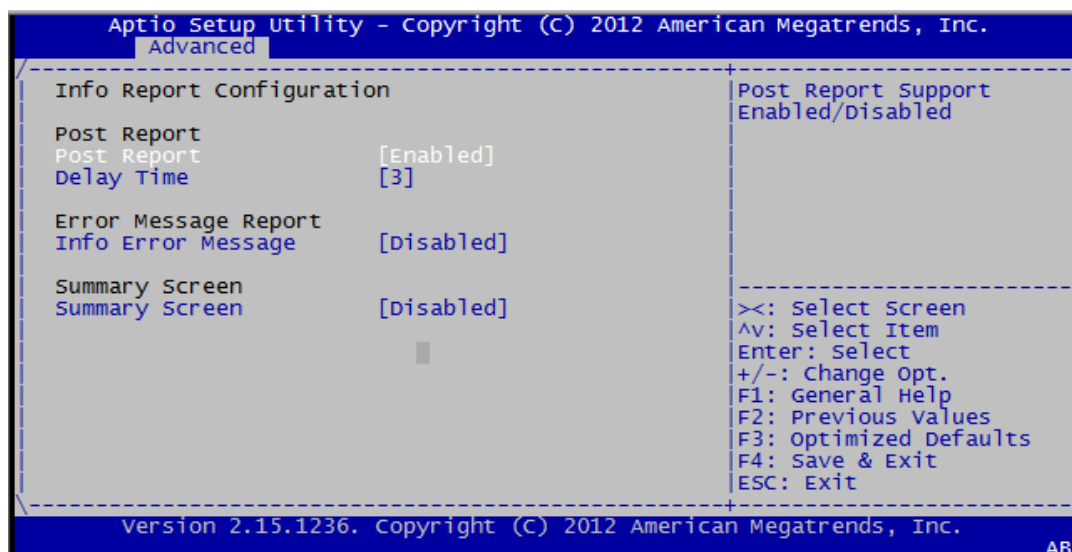 Aptio Setup Utility - Copyright (C) 2012 American Megatrends, Inc.
Advanced
Info Report Configuration
Post Report
Post Report [Enabled]
Delay Time [3]
Error Message Report
Info Error Message [Disabled]
Summary Screen
Summary Screen [Disabled]
Post Report Support
Enabled/Disabled
><: Select Screen
^v: Select Item
Enter: Select
+/-: Change Opt.
F1: General Help
F2: Previous Values
F3: Optimized Defaults
F4: Save & Exit
ESC: Exit
Version 2.15.1236. Copyright (C) 2012 American Megatrends, Inc.
AB